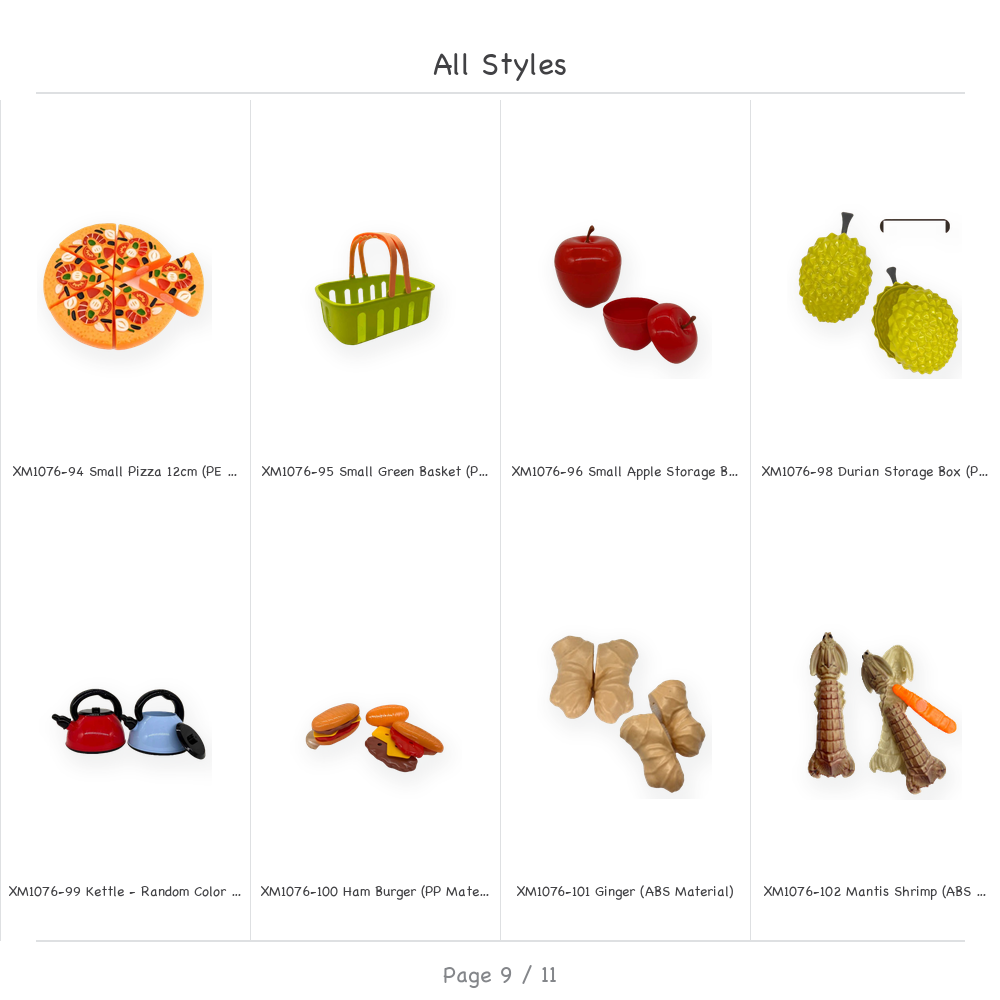 All Styles
XM1076-94 Small Pizza 12cm (PE ...
XM1076-95 Small Green Basket (P...
XM1076-96 Small Apple Storage B...
XM1076-98 Durian Storage Box (P...
XM1076-99 Kettle - Random Color ...
XM1076-100 Ham Burger (PP Mate...
XM1076-101 Ginger (ABS Material)
XM1076-102 Mantis Shrimp (ABS ...
Page 9 / 11